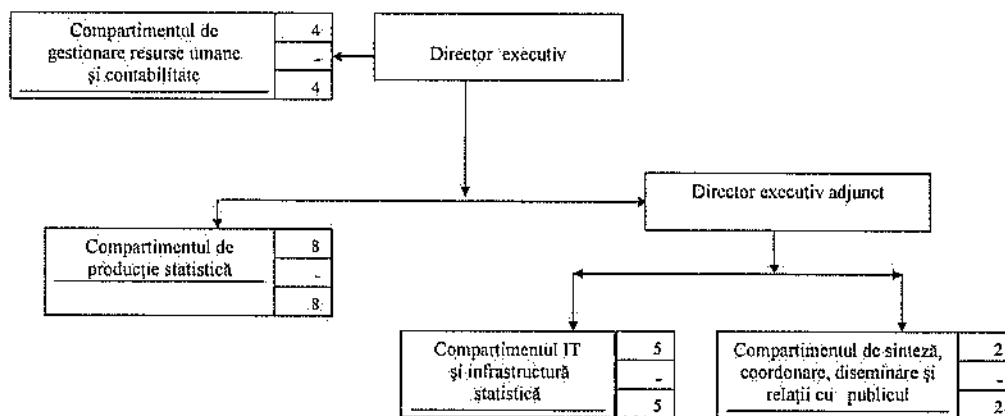 Compartimentul de
gestionare resurse umane
și contabilitate
4
-
4
Director executiv
Director executiv adjunct
Compartimentul de
producție statistică
8
-
8
Compartimentul IT
și infrastructură
statistică
5
-
5
Compartimentul de sinteză,
coordonare, diseminare și
relații cu publicul
2
-
2